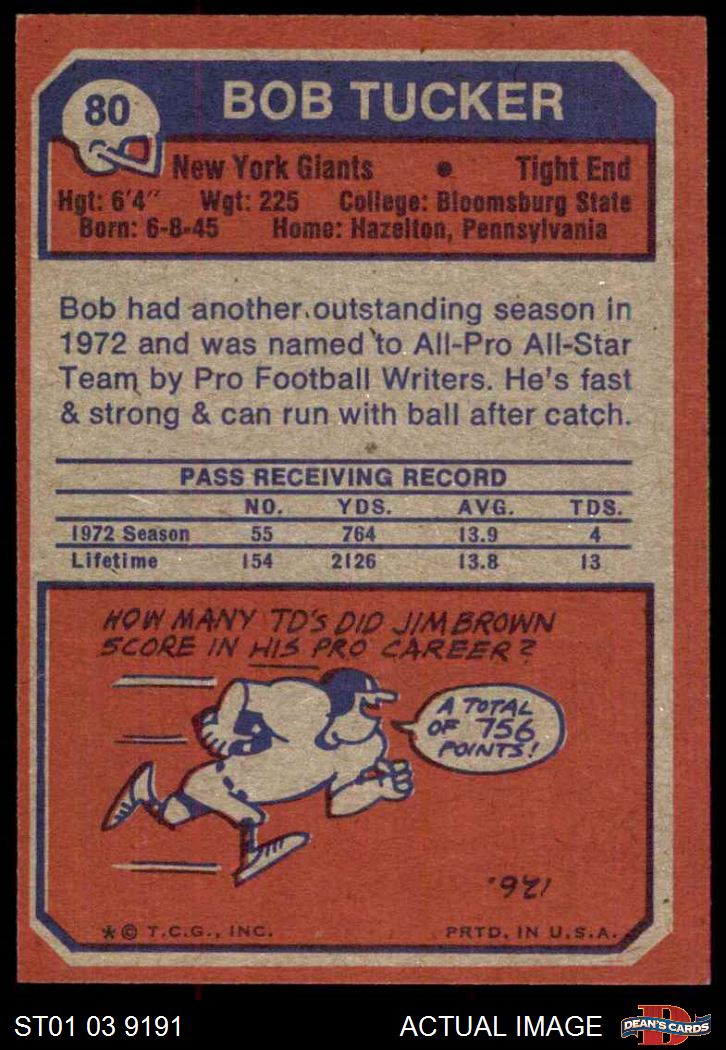 80
BOB TUCKER
New York Giants • Tight End
Hgt: 6'4" Wgt: 225 College: Bloomsburg State
Born: 6-8-45 Home: Hazelton, Pennsylvania
Bob had another outstanding season in
1972 and was named to All-Pro All-Star
Team by Pro Football Writers. He's fast
& strong & can run with ball after catch.
PASS RECEIVING RECORD
NO. YDS. AVG. TDS.
1972 Season 55 764 13.9 4
Lifetime 154 2126 13.8 13
HOW MANY TD'S DID JIM BROWN
SCORE IN HIS PRO CAREER?
A TOTAL
OF 756
POINTS!
126.
* © T.C.G., INC. PRTD. IN U.S.A.
ST01 03 9191 ACTUAL IMAGE
D
DEAN'S CARDS